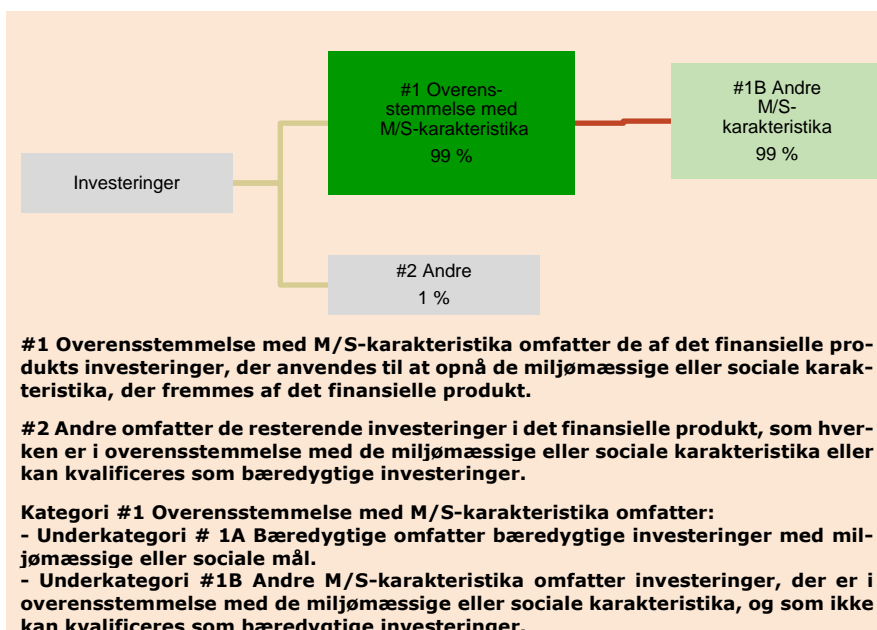 #1 Overens-
stemmelse med
M/S-karakteristika
99 %
#1B Andre
M/S-
karakteristika
99 %
Investeringer
#2 Andre
1 %
#1 Overensstemmelse med M/S-karakteristika omfatter de af det finansielle pro-
dukts investeringer, der anvendes til at opnå de miljømæssige eller sociale karak-
teristika, der fremmes af det finansielle produkt.
#2 Andre omfatter de resterende investeringer i det finansielle produkt, som hver-
ken er i overensstemmelse med de miljømæssige eller sociale karakteristika eller
kan kvalificeres som bæredygtige investeringer.
Kategori #1 Overensstemmelse med M/S-karakteristika omfatter:
- Underkategori # 1A Bæredygtige omfatter bæredygtige investeringer med mil-
jømæssige eller sociale mål.
- Underkategori #1B Andre M/S-karakteristika omfatter investeringer, der er i
overensstemmelse med de miljømæssige eller sociale karakteristika, og som ikke
kan kvalificeres som bæredygtige investeringer.